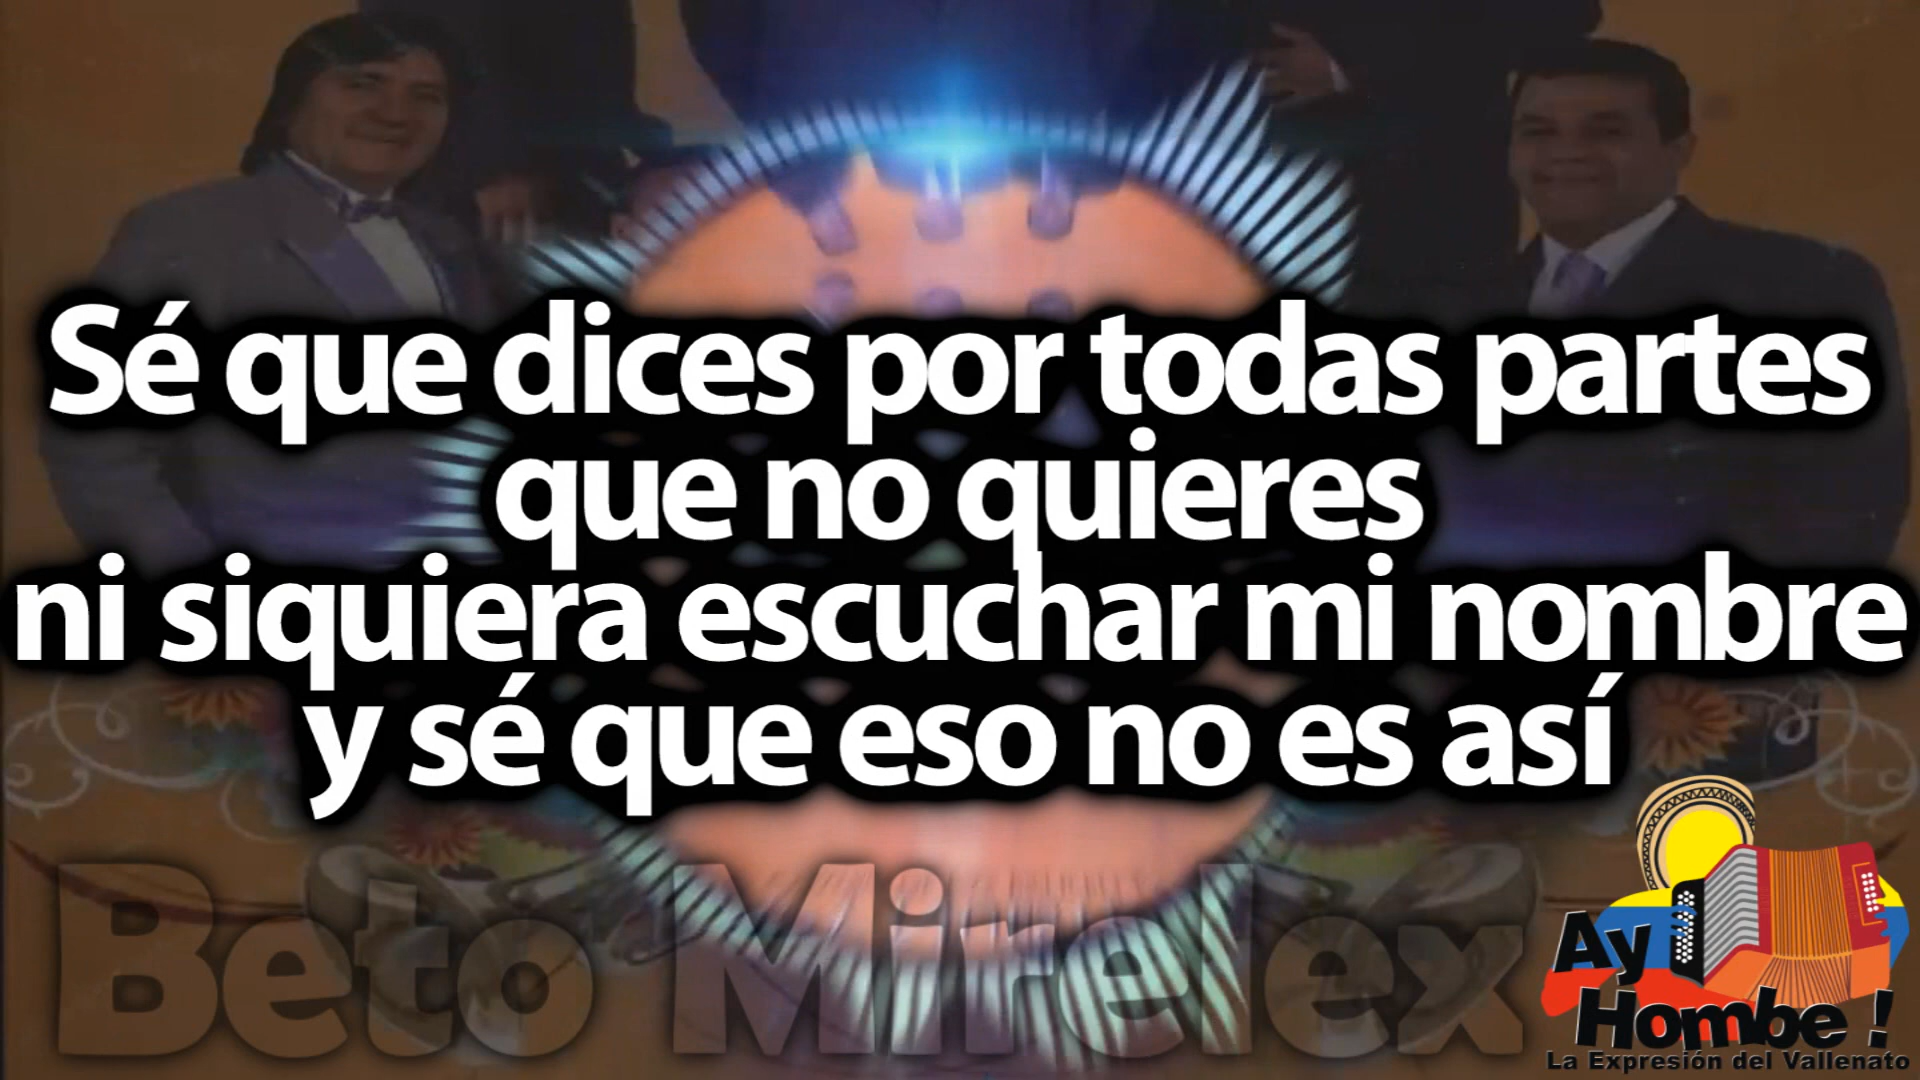 Sé que dices por todas partes
que no quieres
ni siquiera escuchar mi nombre
y sé que eso no es así
Beto Mirelex
Ay
Hombe !
La Expresión del Vallenato